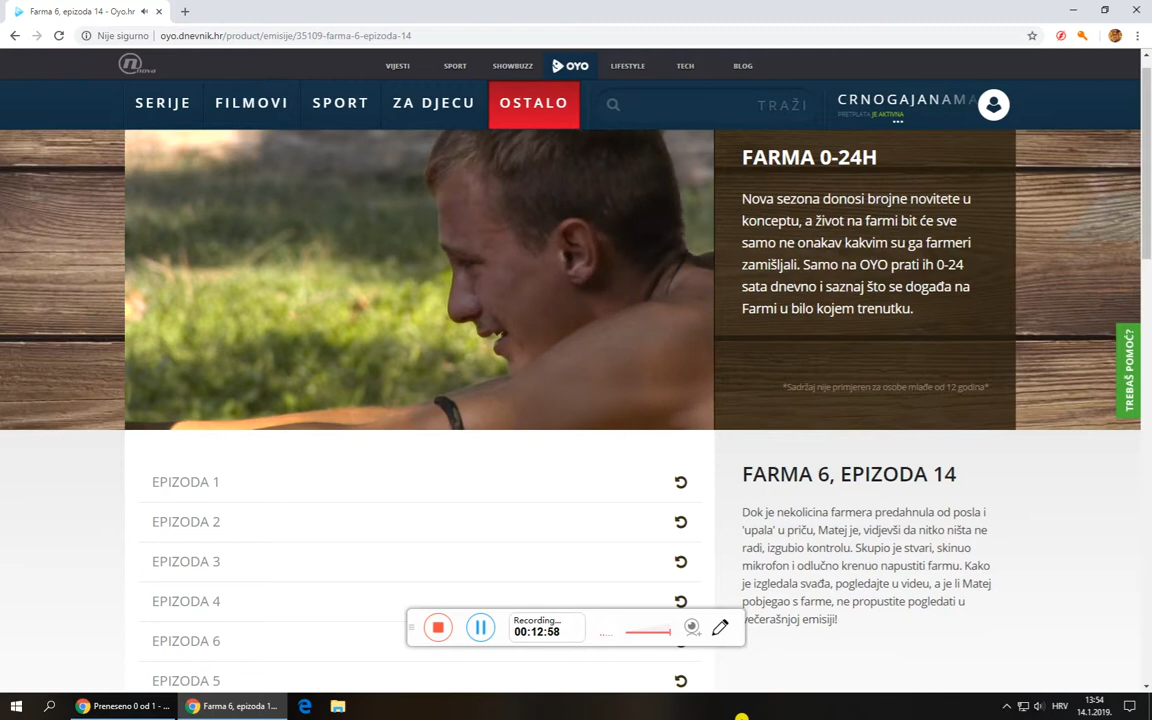 Farma 6, epizoda 14 - Oyo.hr
Nije sigurno
oyo.dnevnik.hr/product/emisije/35109-farma-6-epizoda-14
nova
VIJESTI
SPORT
SHOWBUZZ
OYO
LIFESTYLE
TECH
BLOG
SERIJE
FILMOVI
SPORT
ZA DJECU
OSTALO
TRAŽI
CRNOGAJANAMA
PRETPLATA JE AKTIVNA
FARMA 0-24H
Nova sezona donosi brojne novitete u
konceptu, a život na farmi bit će sve
samo ne onakav kakvim su ga farmeri
zamišljali. Samo na OYO prati ih 0-24
sata dnevno i saznaj što se događa na
Farmi u bilo kojem trenutku.
*Sadržaj nije primjeren za osobe mlađe od 12 godina*
TREBAŠ POMOĆ?
EPIZODA 1
EPIZODA 2
EPIZODA 3
EPIZODA 4
EPIZODA 6
EPIZODA 5
FARMA 6, EPIZODA 14
Dok je nekolicina farmera predahnula od posla i
'upala' u priču, Matej je, vidjevši da nitko ništa ne
radi, izgubio kontrolu. Skupio je stvari, skinuo
mikrofon i odlučno krenuo napustiti farmu. Kako
je izgledala svađa, pogledajte u videu, a je li Matej
pobjegao s farme, ne propustite pogledati u
večerašnjoj emisiji!
Recording...
00:12:58
Preneseno 0 od 1 - ...
Farma 6, epizoda 1...
HRV
13:54
14.1.2019.